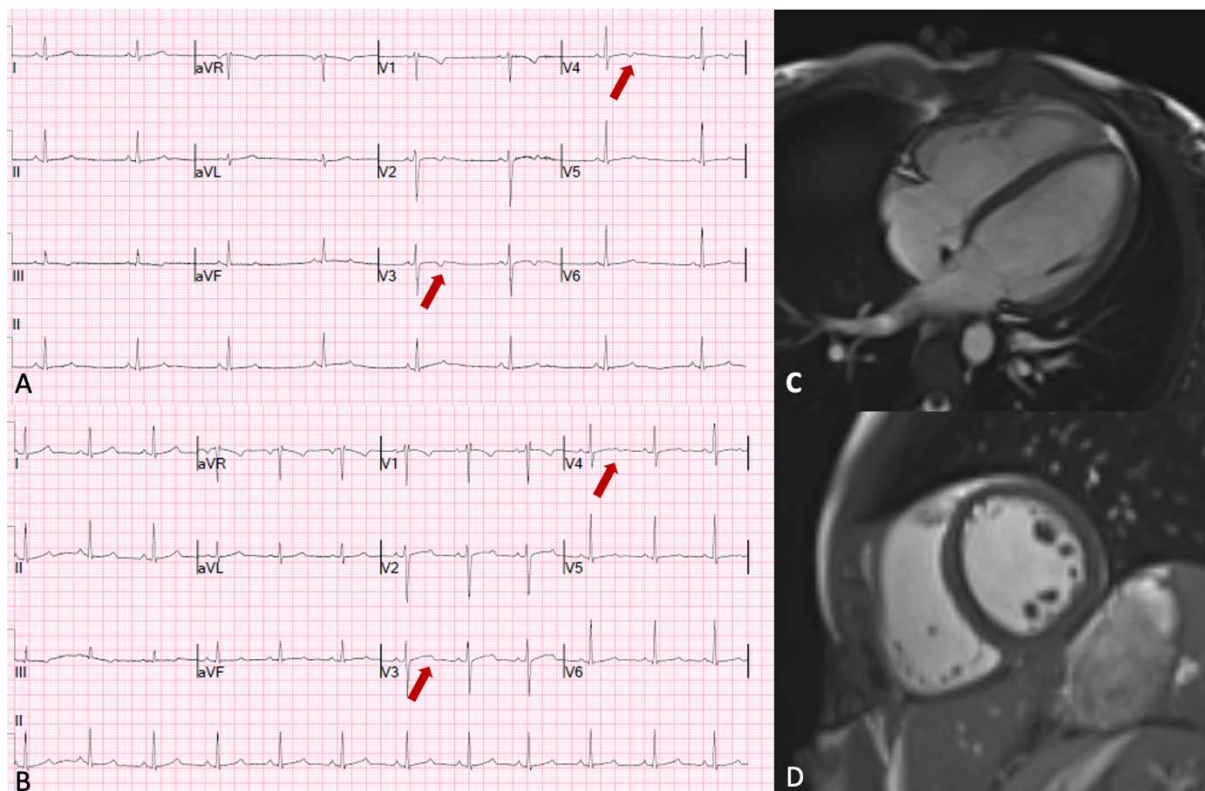 I aVR V1 V4
II aVL V2 V5
III aVF V3 V6
II
A
C
I aVR V1 V4
II aVL V2 V5
III aVF V3 V6
II
B
D